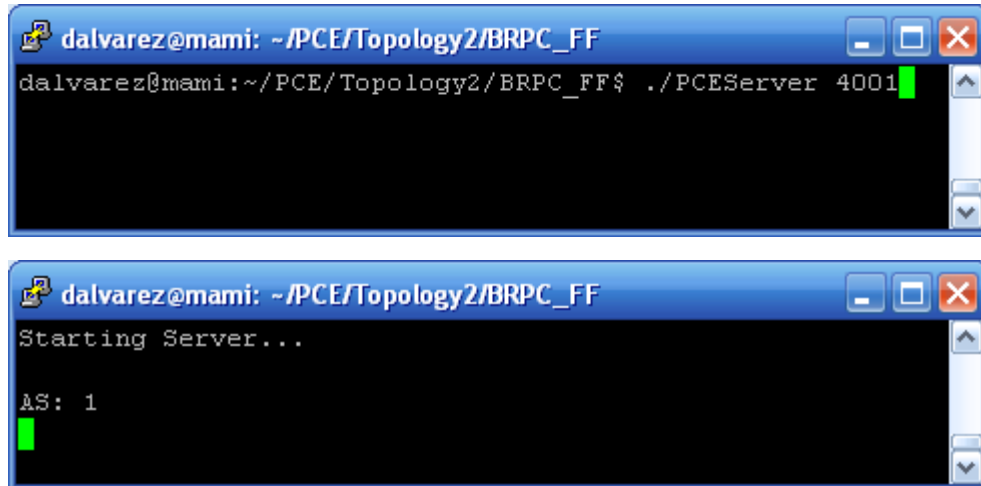 dalvarez@mami: ~/PCE/Topology2/BRPC_FF
dalvarez@mami:~/PCE/Topology2/BRPC_FF$ ./PCEServer 4001
dalvarez@mami: ~/PCE/Topology2/BRPC_FF
Starting Server...
AS: 1